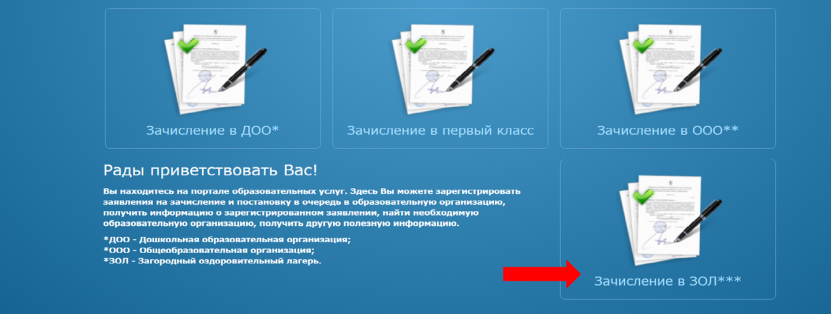 Зачисление в ДОО*
Зачисление в первый класс
Зачисление в ООО**
Рады приветствовать Вас!
Вы находитесь на портале образовательных услуг. Здесь Вы можете зарегистрировать
заявления на зачисление и постановку в очередь в образовательную организацию,
получить информацию о зарегистрированном заявлении, найти необходимую
образовательную организацию, получить другую полезную информацию.
*ДОО - Дошкольная образовательная организация;
*ООО - Общеобразовательная организация;
*ЗОЛ - Загородный оздоровительный лагерь.
Зачисление в ЗОЛ***